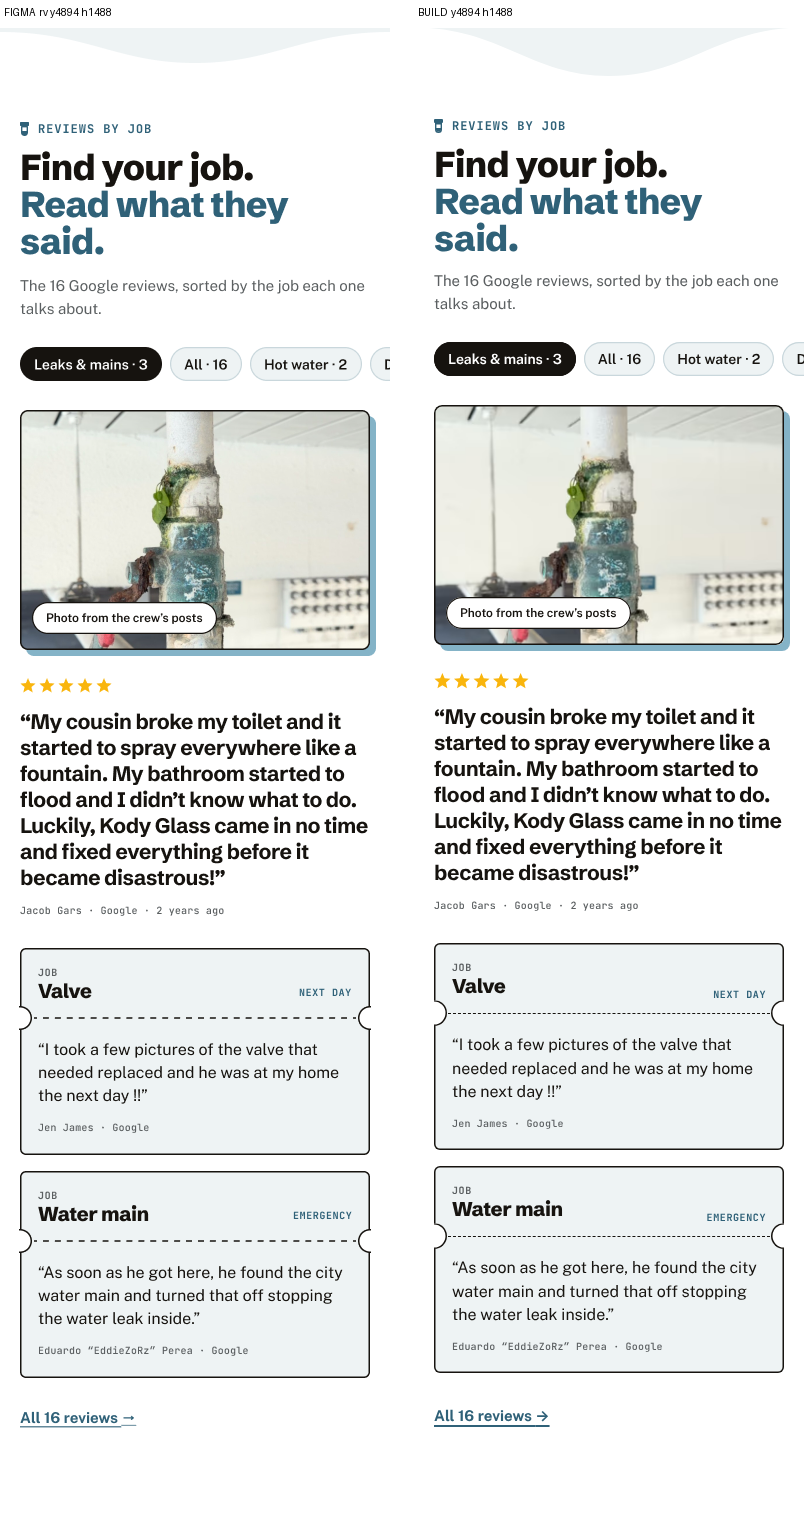 FIGMA rv y4894 h1488
REVIEWS BY JOB
Find your job.
Read what they
said.
The 16 Google reviews, sorted by the job each one
talks about.
Leaks & mains · 3
All · 16
Hot water · 2
D
Photo from the crew’s posts
“My cousin broke my toilet and it
started to spray everywhere like a
fountain. My bathroom started to
flood and I didn’t know what to do.
Luckily, Kody Glass came in no time
and fixed everything before it
became disastrous!”
Jacob Gars · Google · 2 years ago
JOB
Valve
NEXT DAY
“I took a few pictures of the valve that
needed replaced and he was at my home
the next day !!”
Jen James · Google
JOB
Water main
EMERGENCY
“As soon as he got here, he found the city
water main and turned that off stopping
the water leak inside.”
Eduardo “EddieZoRz” Perea · Google
All 16 reviews →
BUILD y4894 h1488
REVIEWS BY JOB
Find your job.
Read what they
said.
The 16 Google reviews, sorted by the job each one
talks about.
Leaks & mains · 3
All · 16
Hot water · 2
D
Photo from the crew’s posts
“My cousin broke my toilet and it
started to spray everywhere like a
fountain. My bathroom started to
flood and I didn’t know what to do.
Luckily, Kody Glass came in no time
and fixed everything before it
became disastrous!”
Jacob Gars · Google · 2 years ago
JOB
Valve
NEXT DAY
“I took a few pictures of the valve that
needed replaced and he was at my home
the next day !!”
Jen James · Google
JOB
Water main
EMERGENCY
“As soon as he got here, he found the city
water main and turned that off stopping
the water leak inside.”
Eduardo “EddieZoRz” Perea · Google
All 16 reviews →